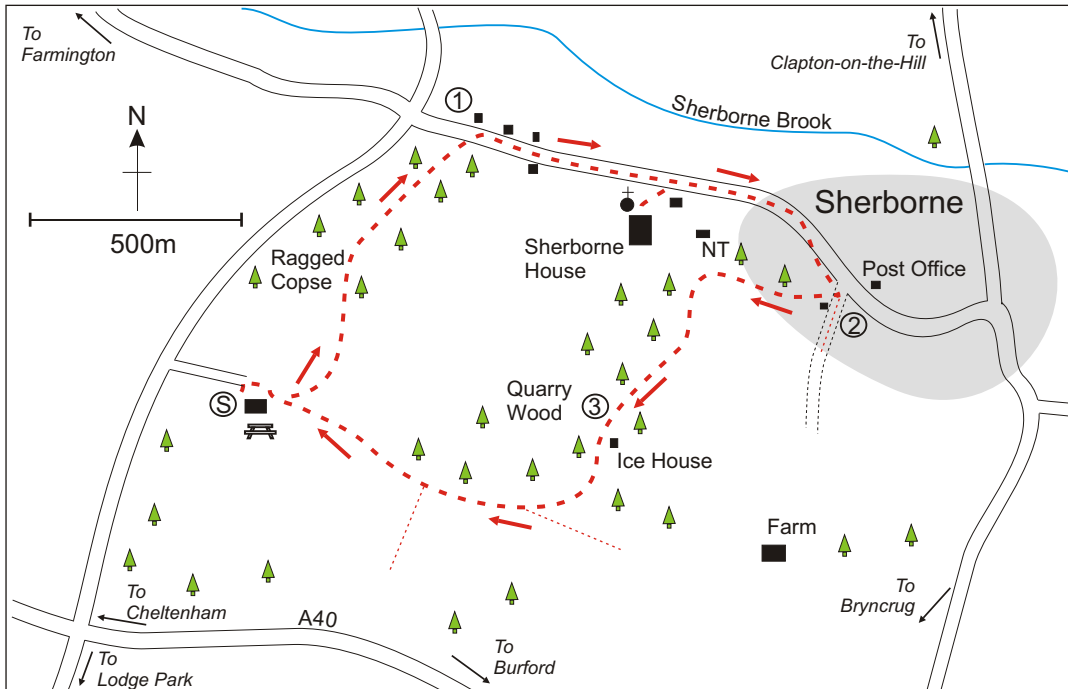 To
Farmington
To
Clapton-on-the-Hill
1
N
Sherborne Brook
500m
Sherborne
Ragged
Copse
Sherborne
House
NT
Post Office
2
S
Quarry
Wood
3
Ice House
Farm
To
Cheltenham
A40
To
Bryncrug
To
Lodge Park
To
Burford